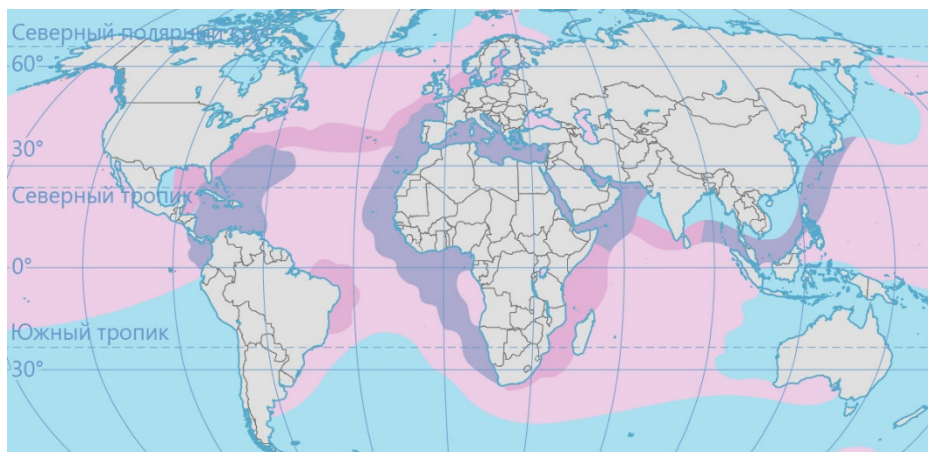 Северный полярный круг
60°
30°
Северный тропик
0°
Южный тропик
30°